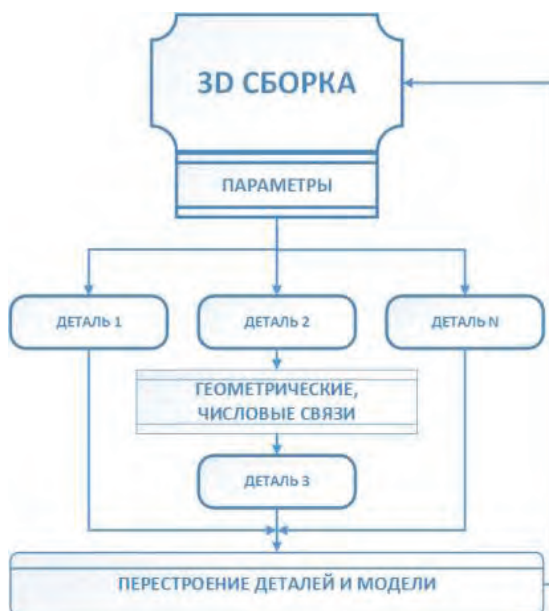 3D СБОРКА
ПАРАМЕТРЫ
ДЕТАЛЬ 1
ДЕТАЛЬ 2
ДЕТАЛЬ N
ГЕОМЕТРИЧЕСКИЕ,
ЧИСЛОВЫЕ СВЯЗИ
ДЕТАЛЬ 3
ПЕРЕСТРОЕНИЕ ДЕТАЛЕЙ И МОДЕЛИ